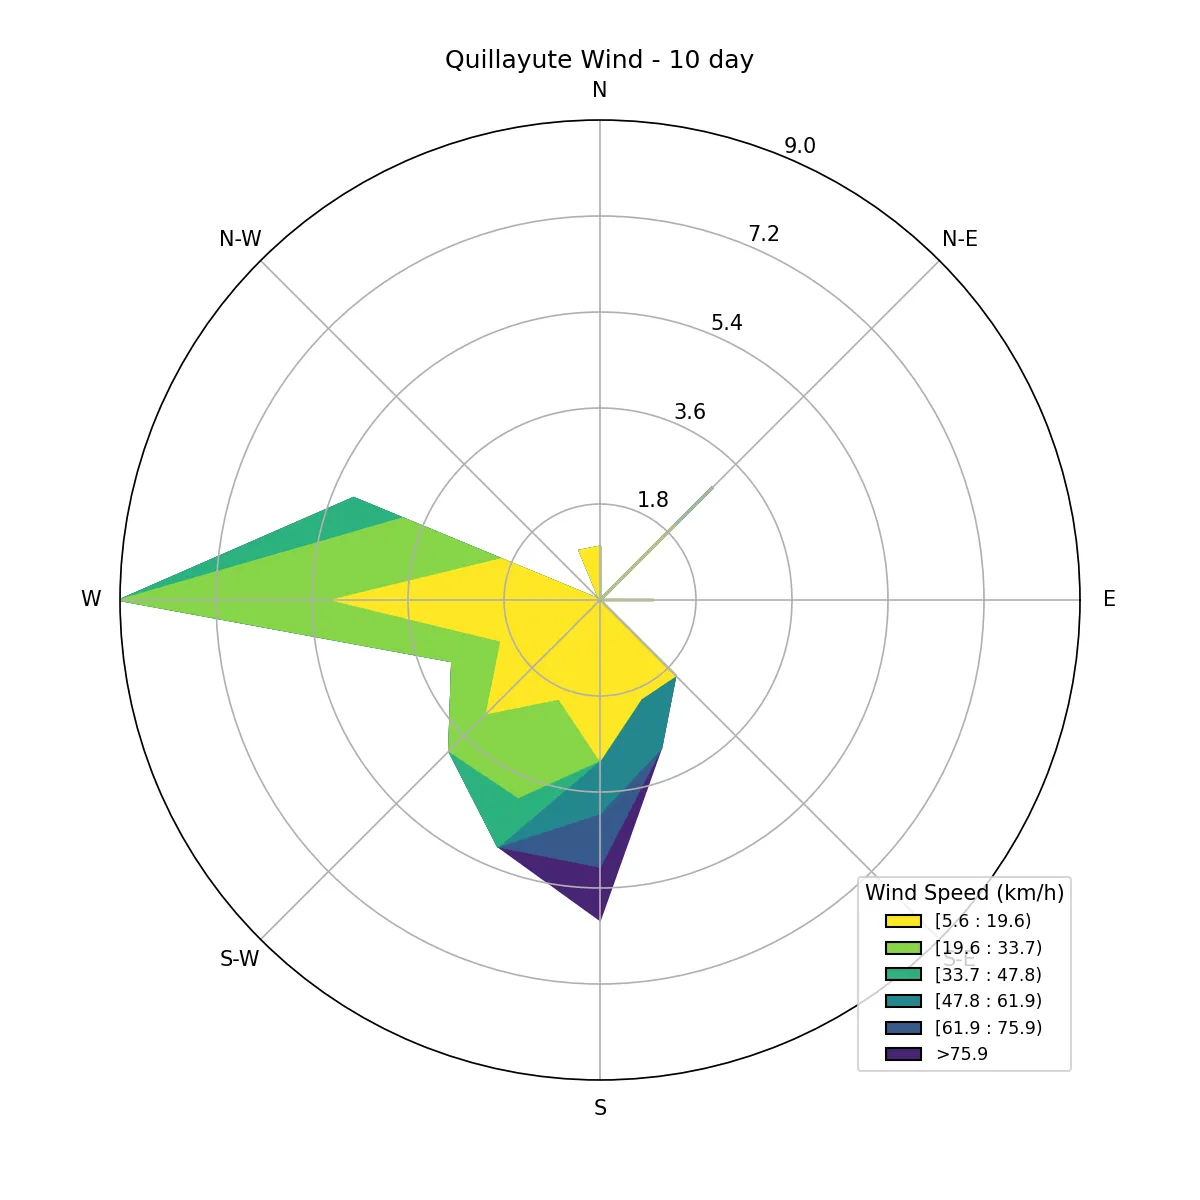 Quillayute Wind - 10 day
N
9.0
N-W
N-E
7.2
5.4
3.6
1.8
W
E
Wind Speed (km/h)
[5.6 : 19.6)
[19.6 : 33.7)
S-W
S-E
[33.7 : 47.8)
[47.8 : 61.9)
[61.9 : 75.9)
>75.9
S